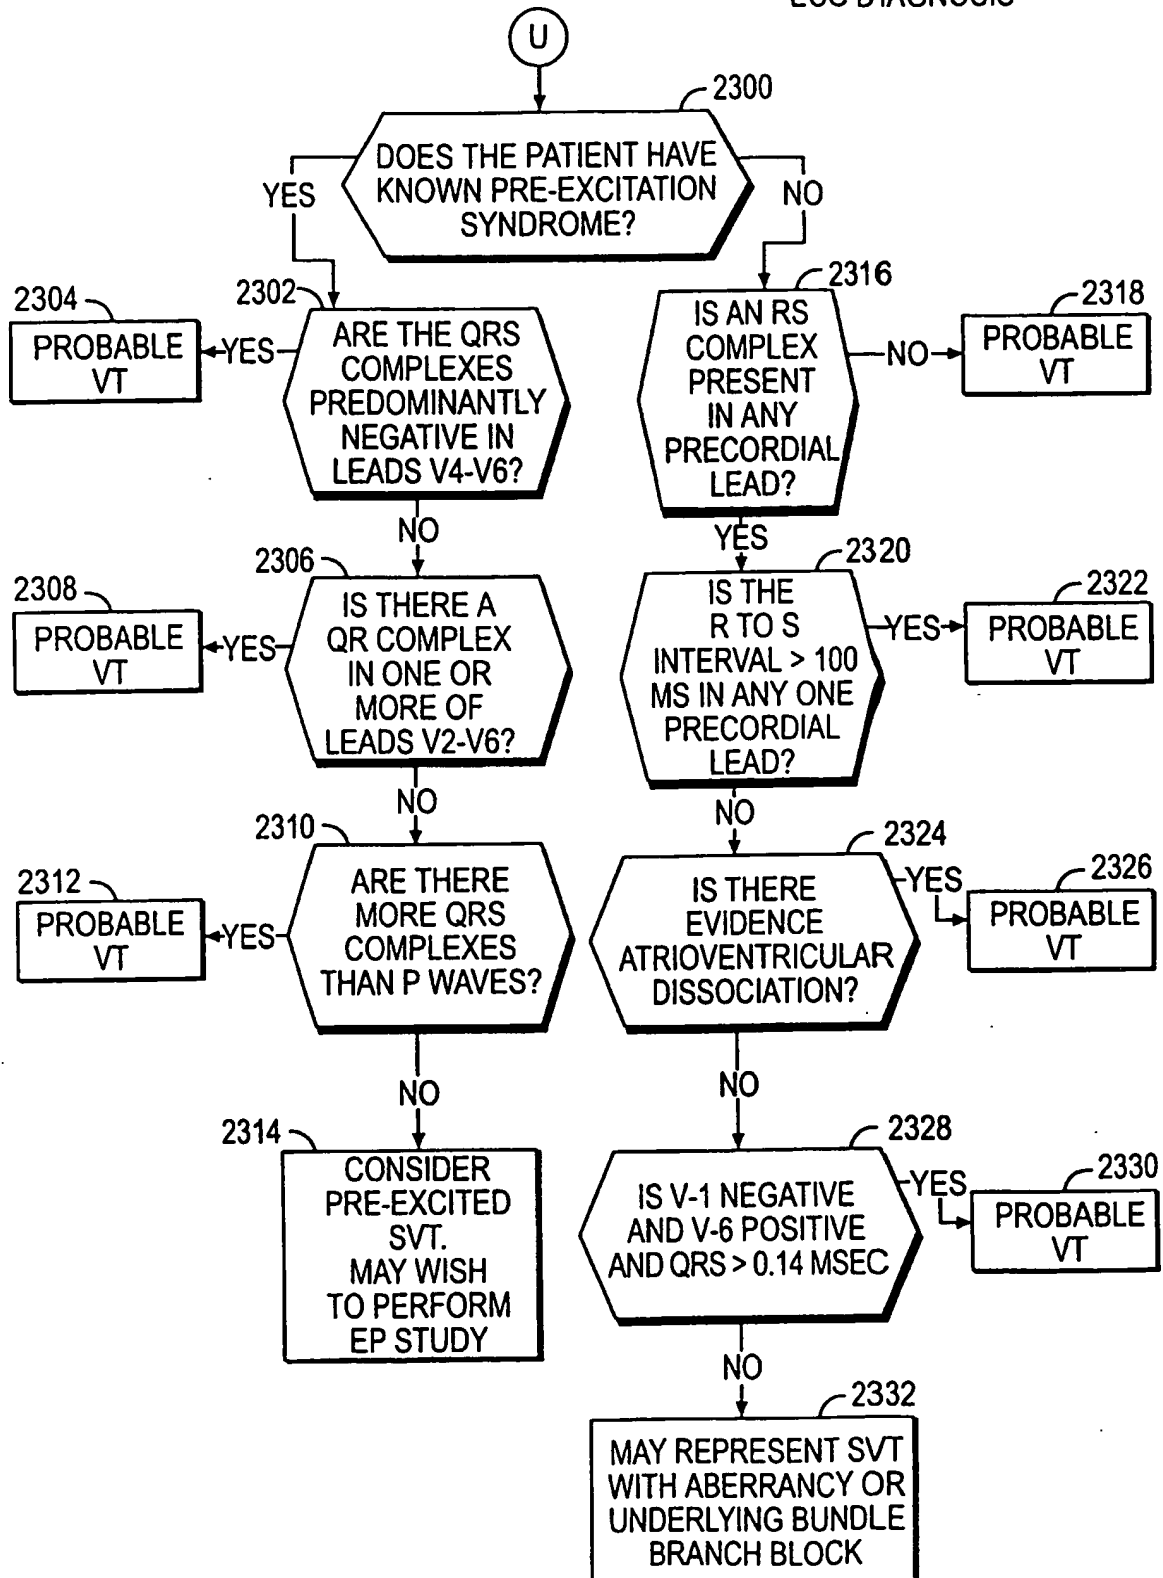 ECG DIAGNOSIS
U
2300
DOES THE PATIENT HAVE
KNOWN PRE-EXCITATION
SYNDROME?
YES
NO
2302
ARE THE QRS
COMPLEXES
PREDOMINANTLY
NEGATIVE IN
LEADS V4-V6?
YES
2304
PROBABLE
VT
NO
2306
IS THERE A
QR COMPLEX
IN ONE OR
MORE OF
LEADS V2-V6?
YES
2308
PROBABLE
VT
NO
2310
ARE THERE
MORE QRS
COMPLEXES
THAN P WAVES?
YES
2312
PROBABLE
VT
NO
2314
CONSIDER
PRE-EXCITED
SVT.
MAY WISH
TO PERFORM
EP STUDY
2316
IS AN RS
COMPLEX
PRESENT
IN ANY
PRECORDIAL
LEAD?
NO
2318
PROBABLE
VT
YES
2320
IS THE
R TO S
INTERVAL > 100
MS IN ANY ONE
PRECORDIAL
LEAD?
YES
2322
PROBABLE
VT
NO
2324
IS THERE
EVIDENCE
ATRIOVENTRICULAR
DISSOCIATION?
YES
2326
PROBABLE
VT
NO
2328
IS V-1 NEGATIVE
AND V-6 POSITIVE
AND QRS > 0.14 MSEC
YES
2330
PROBABLE
VT
NO
2332
MAY REPRESENT SVT
WITH ABERRANCY OR
UNDERLYING BUNDLE
BRANCH BLOCK